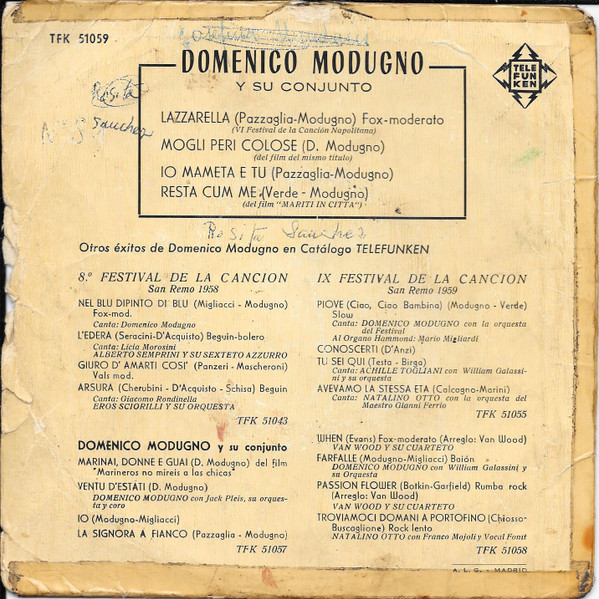 TFK 51059
DOMENICO MODUGNO
Y SU CONJUNTO
TELE
FUN
KEN
Rosita
Sanchez
LAZZARELLA (Pazzaglia-Modugno) Fox-moderato
(VI Festival de la Canción Napolitana)
MOGLI PERI COLOSE (D. Modugno)
(del film del mismo titulo)
IO MAMETA E TU (Pazzaglia-Modugno)
RESTA CUM ME (Verde - Modugno)
(del film "MARITI IN CITTA")
Rosita Sanchez
Otros éxitos de Domenico Modugno en Catálogo TELEFUNKEN
8.º FESTIVAL DE LA CANCION
San Remo 1958
NEL BLU DIPINTO DI BLU (Migliacci - Modugno)
Fox-mod.
Canta: Domenico Modugno
L'EDERA (Seracini-D'Acquisto) Beguin-bolero
Canta: Licia Morosini
ALBERTO SEMPRINI Y SU SEXTETO AZZURRO
GIURO D' AMARTI COSI' (Panzeri - Mascheroni)
Vals mod.
ARSURA (Cherubini - D'Acquisto - Schisa) Beguin
Canta: Giacomo Rondinella
EROS SCIORILLI Y SU ORQUESTA
TFK 51043
DOMENICO MODUGNO y su conjunto
MARINAI, DONNE E GUAI (D. Modugno) del film
"Marineros no mireis a las chicas"
VENTU D'ESTATI (D. Modugno)
DOMENICO MODUGNO con Jack Pleis, su orques-
ta y coro
IO (Modugno-Migliacci)
LA SIGNORA A FIANCO (Pazzaglia - Modugno)
TFK 51057
IX FESTIVAL DE LA CANCION
San Remo 1959
PIOVE (Ciao, Ciao Bambina) (Modugno - Verde)
Slow
Canta: DOMENICO MODUGNO con la orquesta
del Festival
Al Organo Hammond: Mario Migliardi
CONOSCERTI (D'Anzi)
TU SEI QUI (Testa - Birga)
Canta: ACHILLE TOGLIANI con William Galassi-
ni y su orquesta
AVEVAMO LA STESSA ETA (Calcogno-Marini)
Canta: NATALINO OTTO con la orquesta del
Maestro Gianni Ferrio
TFK 51055
WHEN (Evans) Fox-moderato (Arreglo: Van Wood)
VAN WOOD Y SU CUARTETO
FARFALLE (Modugno-Migliacci) Baión
DOMENICO MODUGNO con William Galassini y
su Orquesta
PASSION FLOWER (Botkin-Garfield) Rumba rock
(Arreglo: Van Wood)
VAN WOOD Y SU CUARTETO
TROVIAMOCI DOMANI A PORTOFINO (Chiosso-
Buscaglione) Rock lento
NATALINO OTTO con Franco Mojoli y Vocal Fonit
TFK 51058
A. L. G. - MADRID